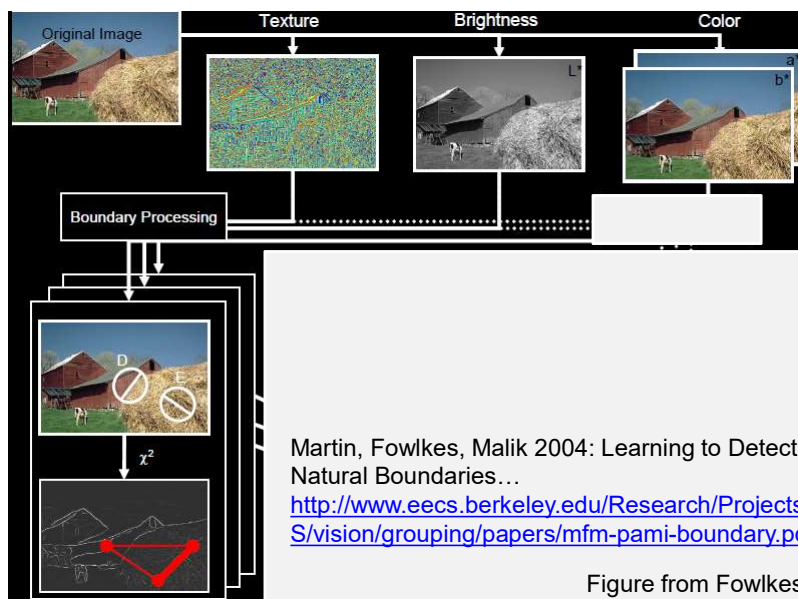 Texture
Brightness
Color
Original Image
L*
a*
b*
Boundary Processing
D
E
χ²
Martin, Fowlkes, Malik 2004: Learning to Detect
Natural Boundaries…
http://www.eecs.berkeley.edu/Research/Projects
S/vision/grouping/papers/mfm-pami-boundary.pd
Figure from Fowlkes